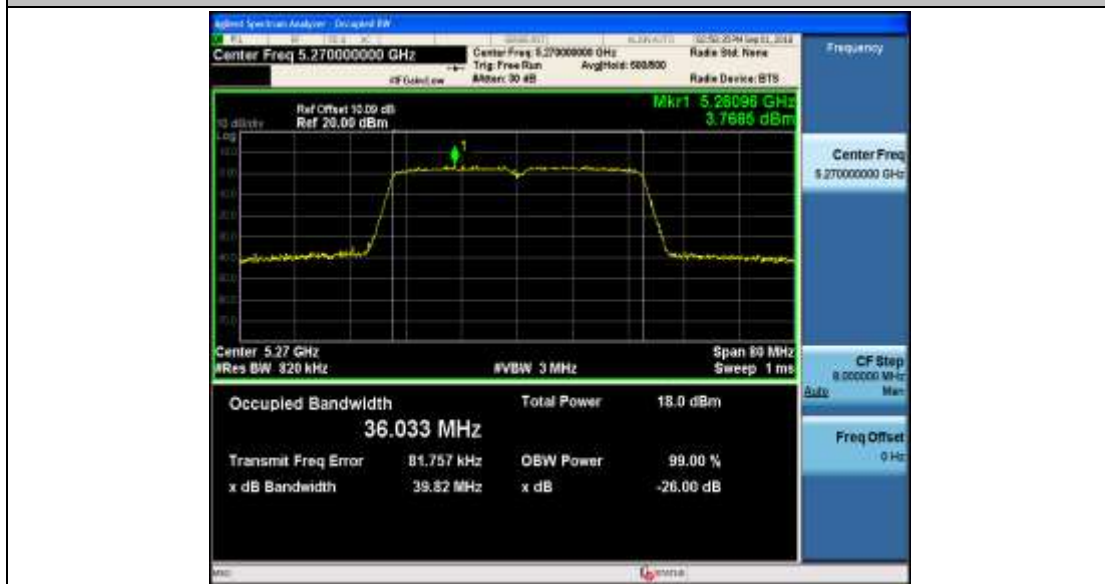 Agilent Spectrum Analyzer - Occupied BW
Center Freq 5.270000000 GHz
Center Freq: 5.270000000 GHz
Radio Std: None
Trig: Free Run Avg|Hold: 500/500
#IFGain:Low #Atten: 30 dB Radio Device: BTS
Frequency
Ref Offset 10.09 dB
Mkr1 5.26096 GHz
10 dB/div Ref 20.00 dBm
3.7685 dBm
Log
1
Center Freq
5.270000000 GHz
Center 5.27 GHz Span 80 MHz
#Res BW 820 kHz #VBW 3 MHz Sweep 1 ms
CF Step
8.000000 MHz
Auto Man
Occupied Bandwidth Total Power 18.0 dBm
36.033 MHz
Freq Offset
0 Hz
Transmit Freq Error 81.757 kHz OBW Power 99.00 %
x dB Bandwidth 39.82 MHz x dB -26.00 dB
MSG STATUS